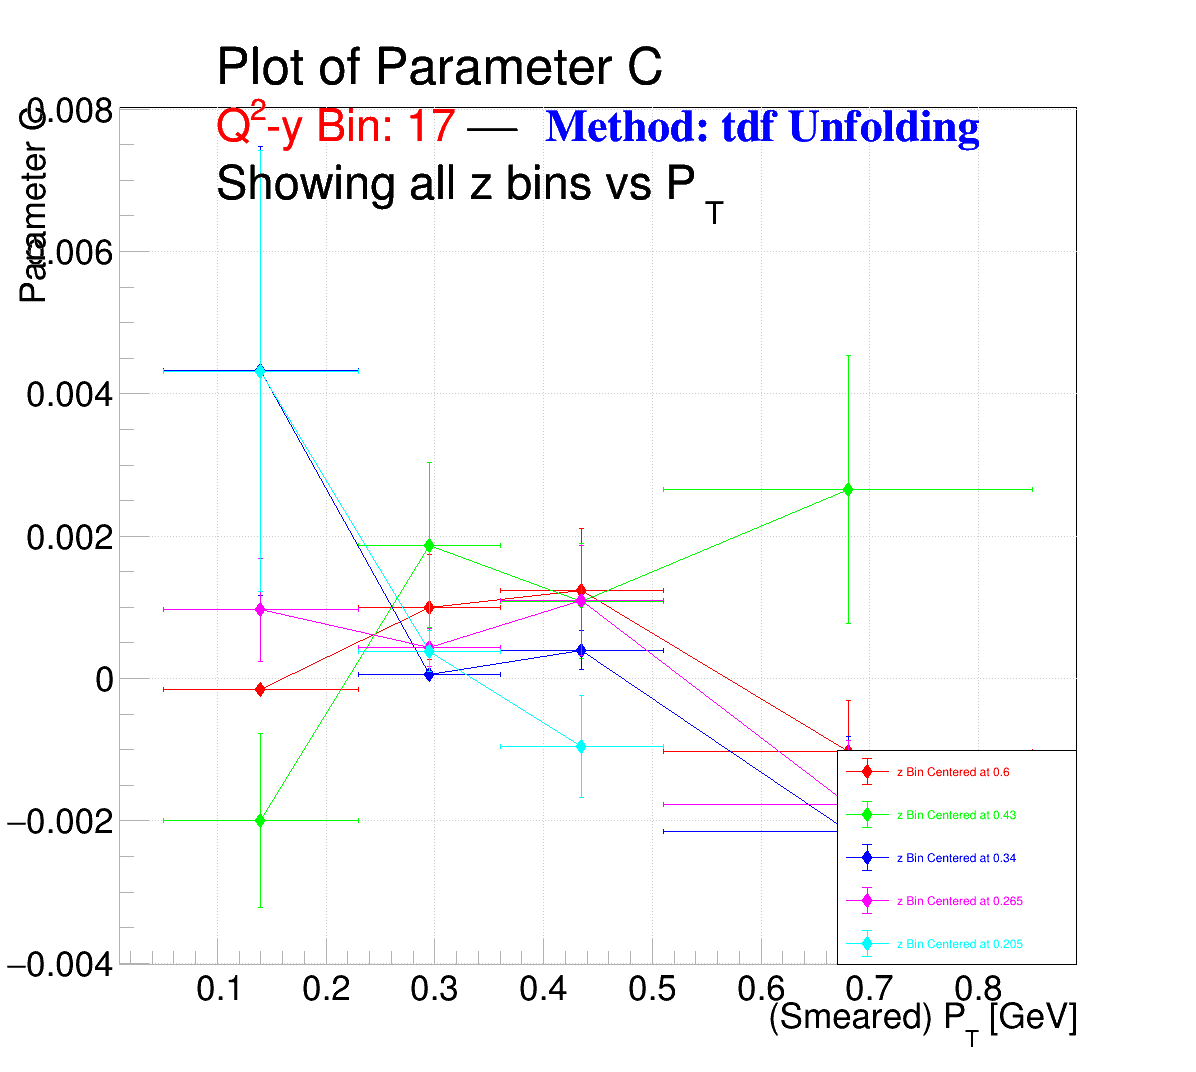 Plot of Parameter C
Q²-y Bin: 17 — Method: tdf Unfolding
Showing all z bins vs P_T
Parameter C
0.008
0.006
0.004
0.002
0
−0.002
−0.004
0.1 0.2 0.3 0.4 0.5 0.6 0.7 0.8
(Smeared) P_T [GeV]
z Bin Centered at 0.6
z Bin Centered at 0.43
z Bin Centered at 0.34
z Bin Centered at 0.265
z Bin Centered at 0.205